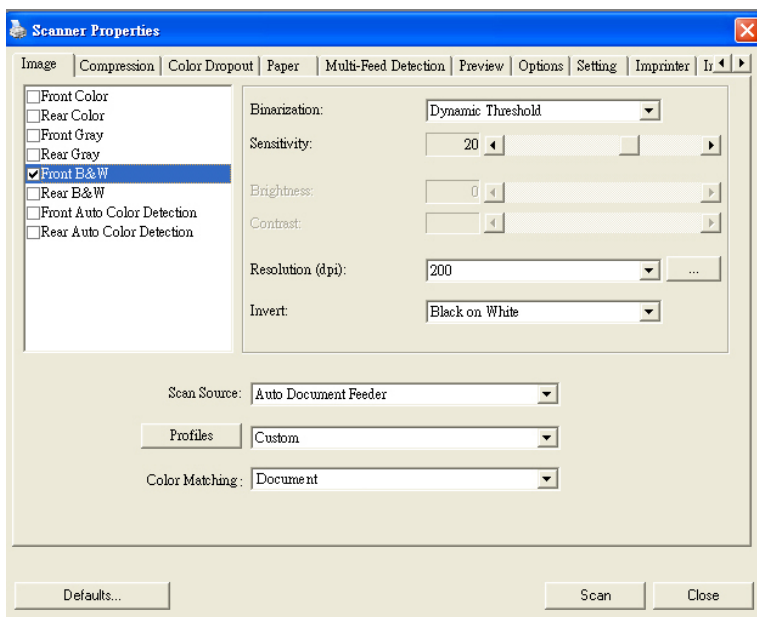 Scanner Properties
Image Compression Color Dropout Paper Multi-Feed Detection Preview Options Setting Imprinter
Front Color
Rear Color
Front Gray
Rear Gray
Front B&W
Rear B&W
Front Auto Color Detection
Rear Auto Color Detection
Binarization: Dynamic Threshold
Sensitivity: 20
Brightness: 0
Contrast:
Resolution (dpi): 200 ...
Invert: Black on White
Scan Source: Auto Document Feeder
Profiles Custom
Color Matching: Document
Defaults... Scan Close